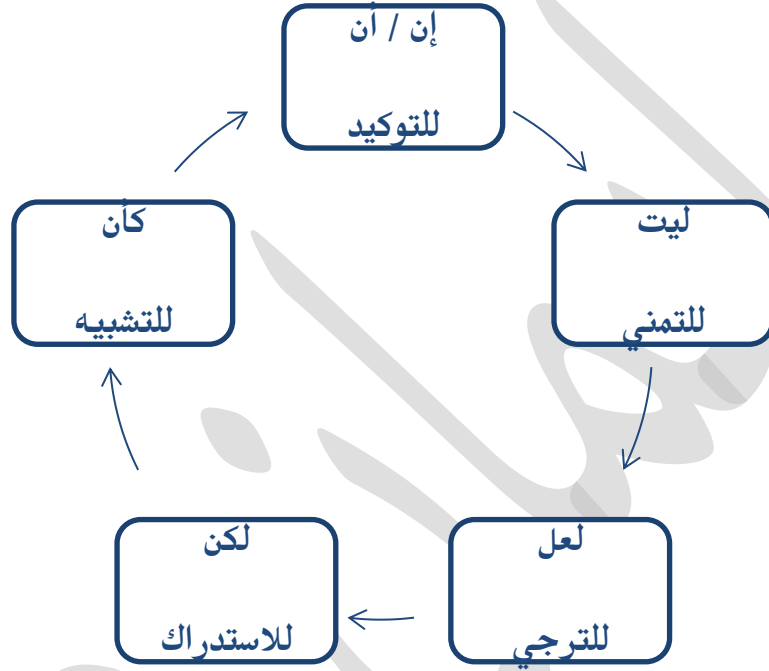 إن / أن
للتوكيد
ليت
للتمني
لعل
للترجي
لكن
للاستدراك
كأن
للتشبيه